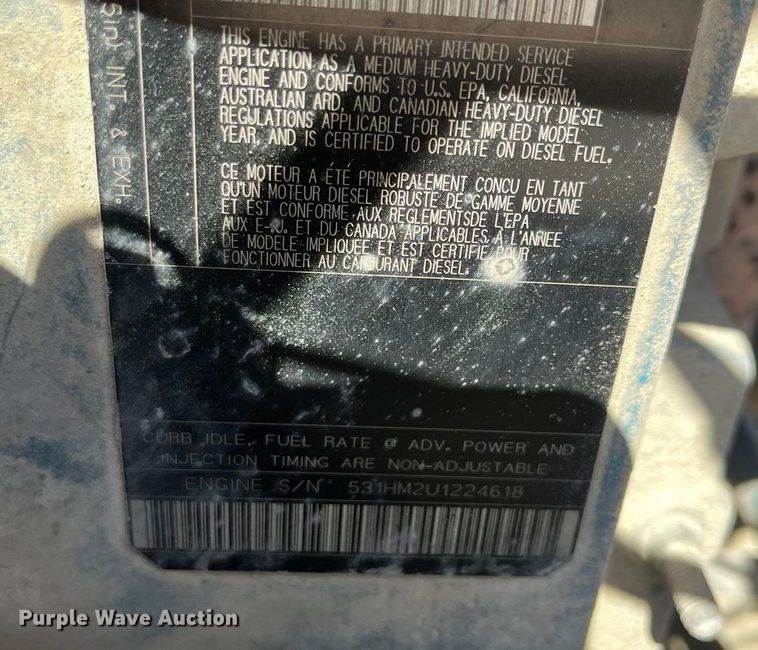 5in) INT. & EXH.
THIS ENGINE HAS A PRIMARY INTENDED SERVICE
APPLICATION AS A MEDIUM HEAVY-DUTY DIESEL
ENGINE AND CONFORMS TO U.S. EPA, CALIFORNIA,
AUSTRALIAN ARD, AND CANADIAN HEAVY-DUTY DIESEL
REGULATIONS APPLICABLE FOR THE IMPLIED MODEL
YEAR, AND IS CERTIFIED TO OPERATE ON DIESEL FUEL.
CE MOTEUR A ÉTÉ PRINCIPALEMENT CONCU EN TANT
QU'UN MOTEUR DIESEL ROBUSTE DE GAMME MOYENNE
ET EST CONFORME AUX REGLEMENTSDE L'EPA
AUX E-U. ET DU CANADA APPLICABLES A L'ANREE
DE MODELE IMPLIQUEE ET EST CERTIFIE POUR
FONCTIONNER AU CARBURANT DIESEL.
CURB IDLE, FUEL RATE @ ADV. POWER AND
INJECTION TIMING ARE NON-ADJUSTABLE
ENGINE S/N 531HM2U1224618
Purple Wave Auction